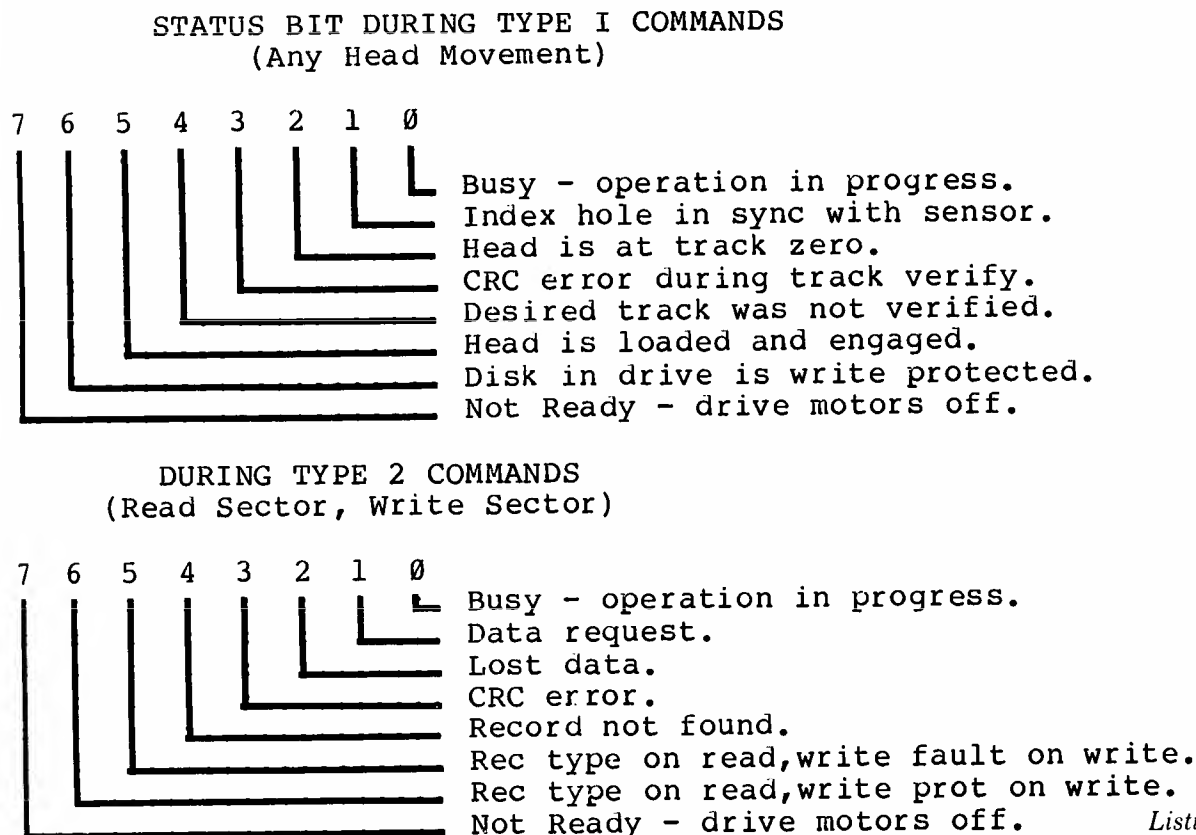 STATUS BIT DURING TYPE I COMMANDS
(Any Head Movement)
7 6 5 4 3 2 1 Ø
Busy - operation in progress.
Index hole in sync with sensor.
Head is at track zero.
CRC error during track verify.
Desired track was not verified.
Head is loaded and engaged.
Disk in drive is write protected.
Not Ready - drive motors off.
DURING TYPE 2 COMMANDS
(Read Sector, Write Sector)
7 6 5 4 3 2 1 Ø
Busy - operation in progress.
Data request.
Lost data.
CRC error.
Record not found.
Rec type on read,write fault on write.
Rec type on read,write prot on write.
Not Ready - drive motors off.